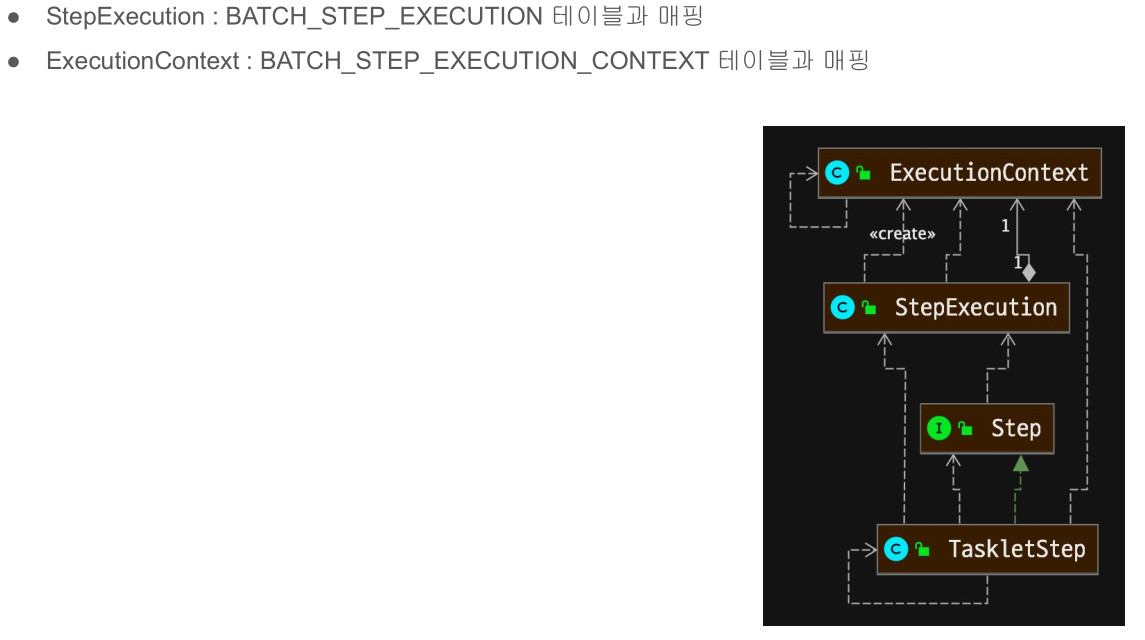 ● StepExecution : BATCH_STEP_EXECUTION 테이블과 매핑
● ExecutionContext : BATCH_STEP_EXECUTION_CONTEXT 테이블과 매핑
C ExecutionContext
«create»
1
1
C StepExecution
I Step
C TaskletStep